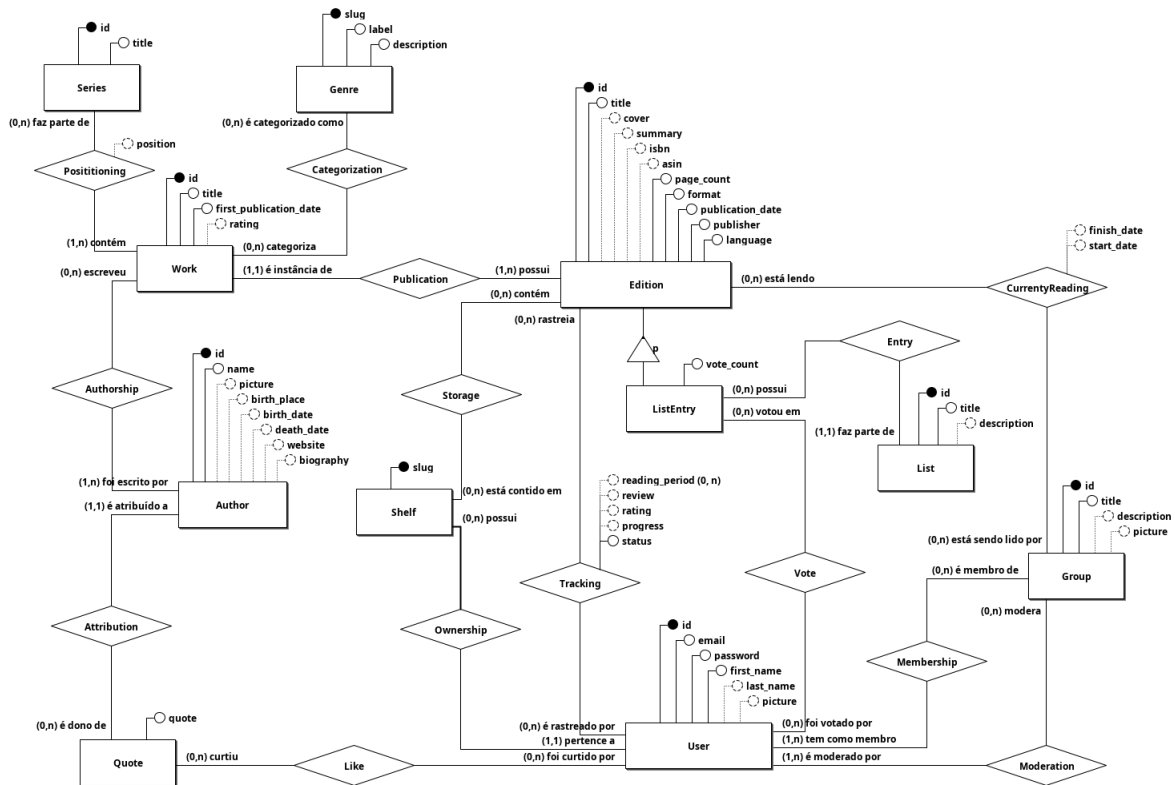 slug
id
label
title
description
Series
Genre
id
title
(0,n) faz parte de
(0,n) é categorizado como
cover
summary
position
isbn
asin
Posititioning
Categorization
id
page_count
title
format
first_publication_date
publication_date
rating
publisher
finish_date
language
start_date
(1,n) contém
(0,n) categoriza
(0,n) escreveu
Work
(1,1) é instância de
Publication
(1,n) possui
Edition
(0,n) está lendo
CurrentyReading
(0,n) contém
(0,n) rastreia
Entry
p
id
name
vote_count
picture
Authorship
Storage
(0,n) possui
id
birth_place
ListEntry
title
birth_date
(0,n) votou em
description
death_date
(1,1) faz parte de
website
biography
List
slug
(1,n) foi escrito por
reading_period (0, n)
id
(0,n) está contido em
review
title
(1,1) é atribuído a
Author
Shelf
rating
description
(0,n) possui
progress
picture
status
(0,n) está sendo lido por
(0,n) é membro de
Group
Tracking
Vote
(0,n) modera
Attribution
Ownership
id
email
password
Membership
first_name
last_name
picture
quote
(0,n) é dono de
(0,n) é rastreado por
(0,n) foi votado por
(1,1) pertence a
User
(1,n) tem como membro
Quote
(0,n) curtiu
Like
(0,n) foi curtido por
(1,n) é moderado por
Moderation